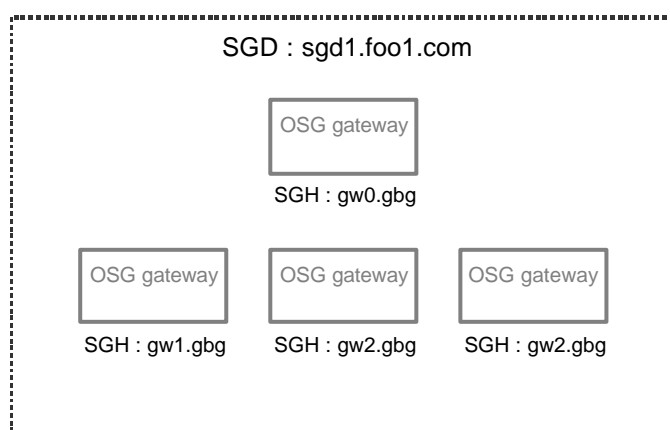 SGD : sgd1.foo1.com
OSG gateway
SGH : gw0.gbg
OSG gateway
OSG gateway
OSG gateway
SGH : gw1.gbg
SGH : gw2.gbg
SGH : gw2.gbg